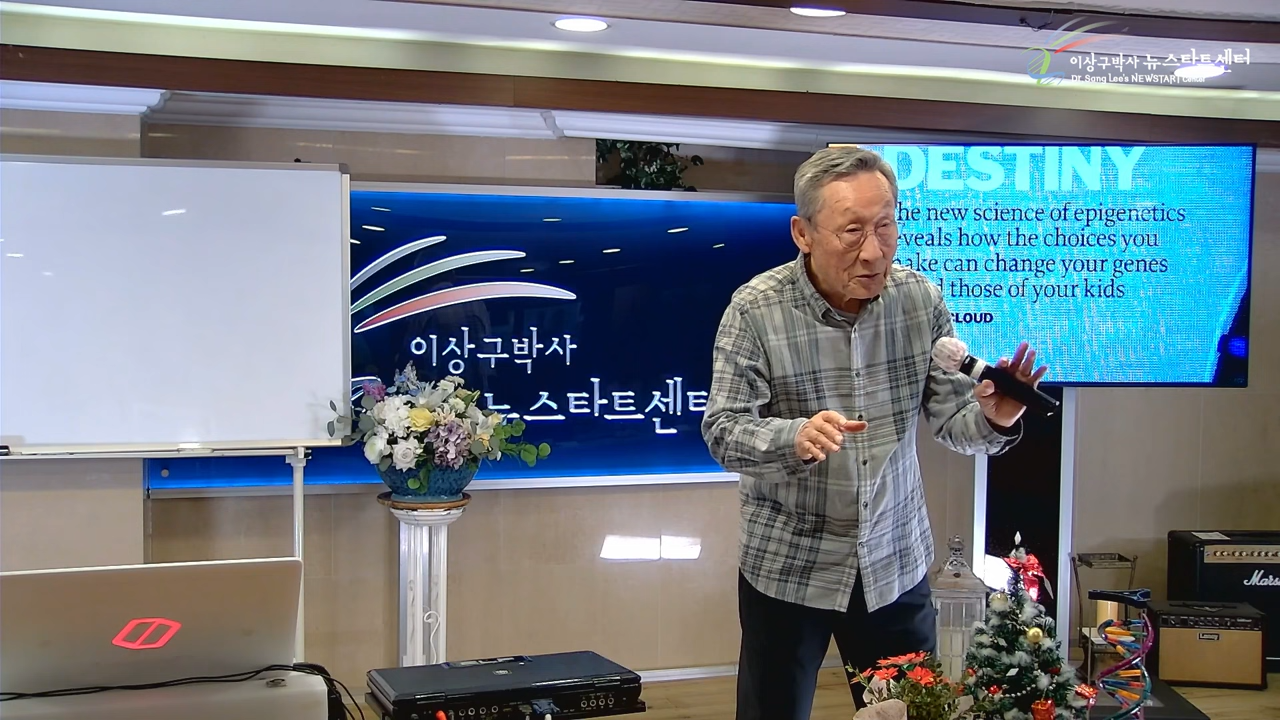 이상구박사 뉴스타트센터
Dr. Sang Lee's NEWSTART Center
DESTINY
he new science of epigenetics
eveals how the choices you
ake can change your genes
those of your kids
CLOUD
이상구박사
뉴스타트센터
Mars
Laney